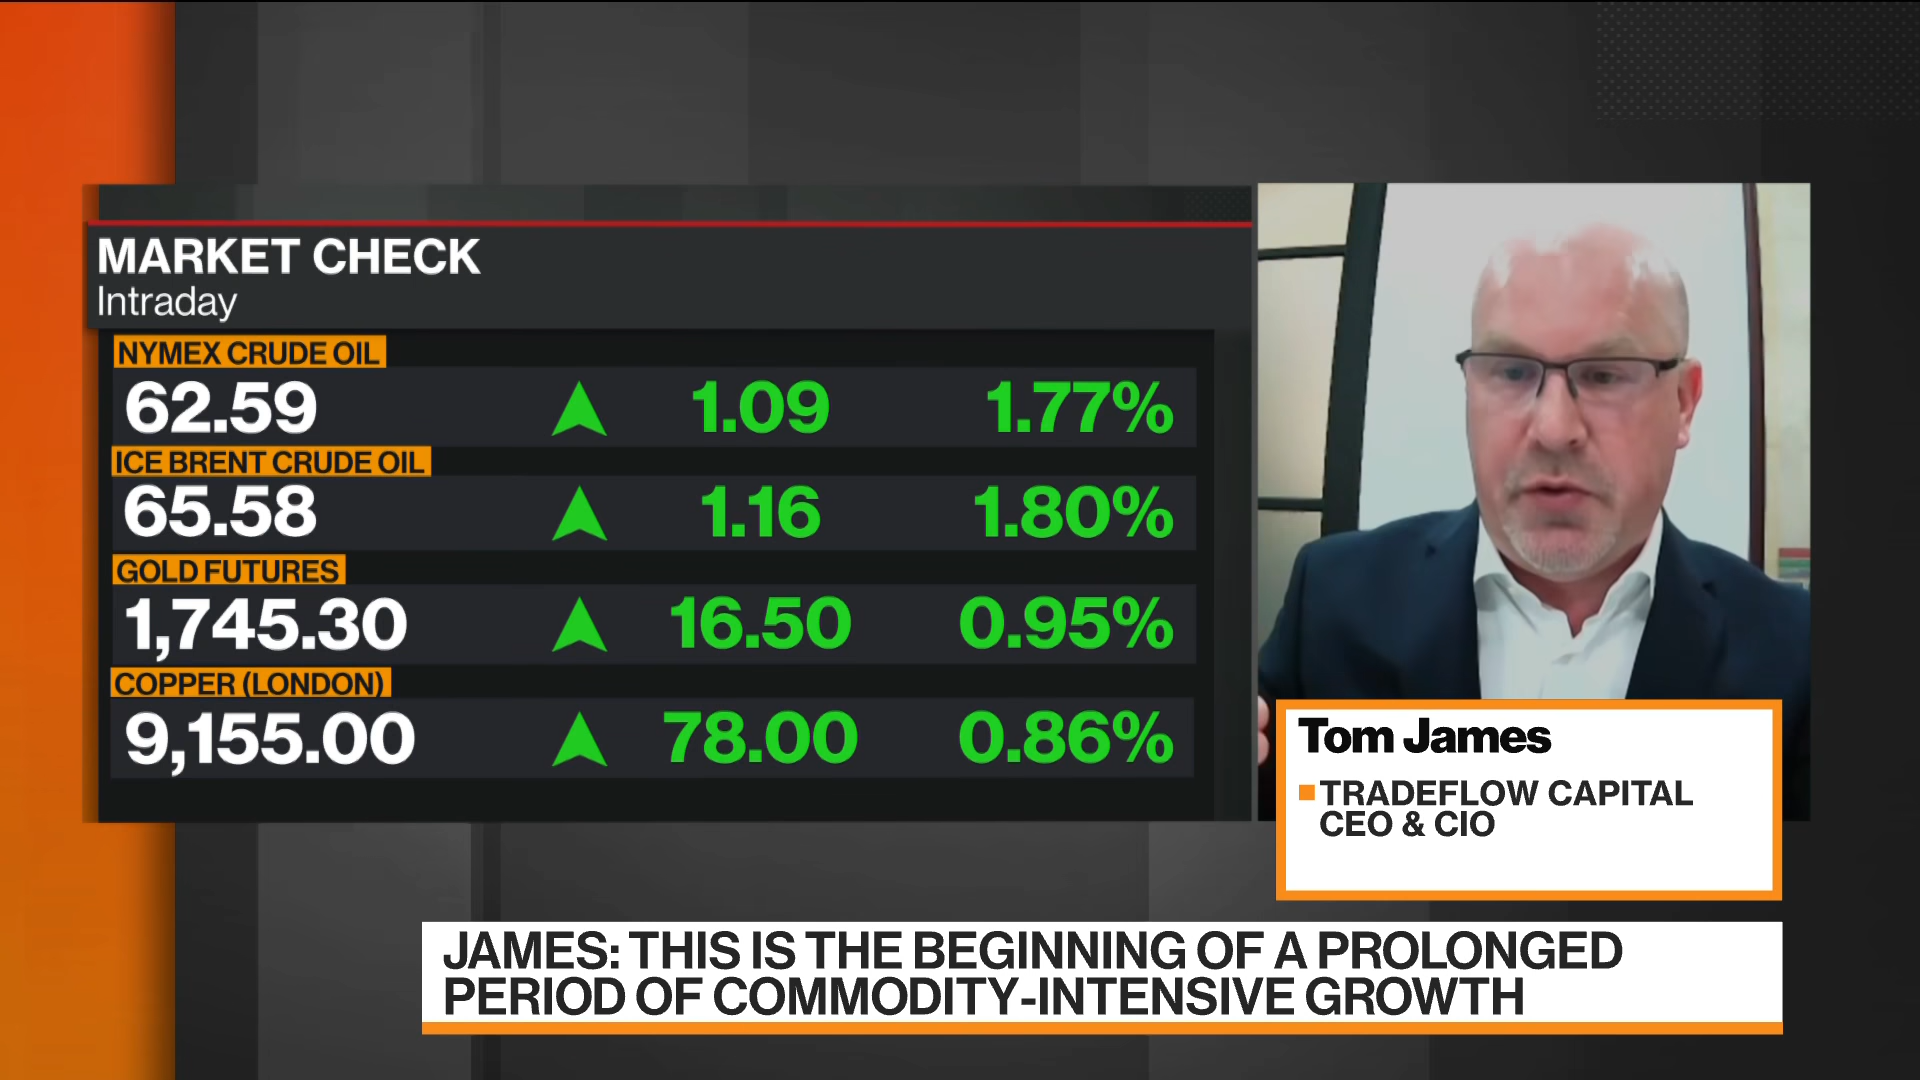 MARKET CHECK
Intraday
NYMEX CRUDE OIL
62.59 1.09 1.77%
ICE BRENT CRUDE OIL
65.58 1.16 1.80%
GOLD FUTURES
1,745.30 16.50 0.95%
COPPER (LONDON)
9,155.00 78.00 0.86%
Tom James
TRADEFLOW CAPITAL
CEO & CIO
JAMES: THIS IS THE BEGINNING OF A PROLONGED
PERIOD OF COMMODITY-INTENSIVE GROWTH